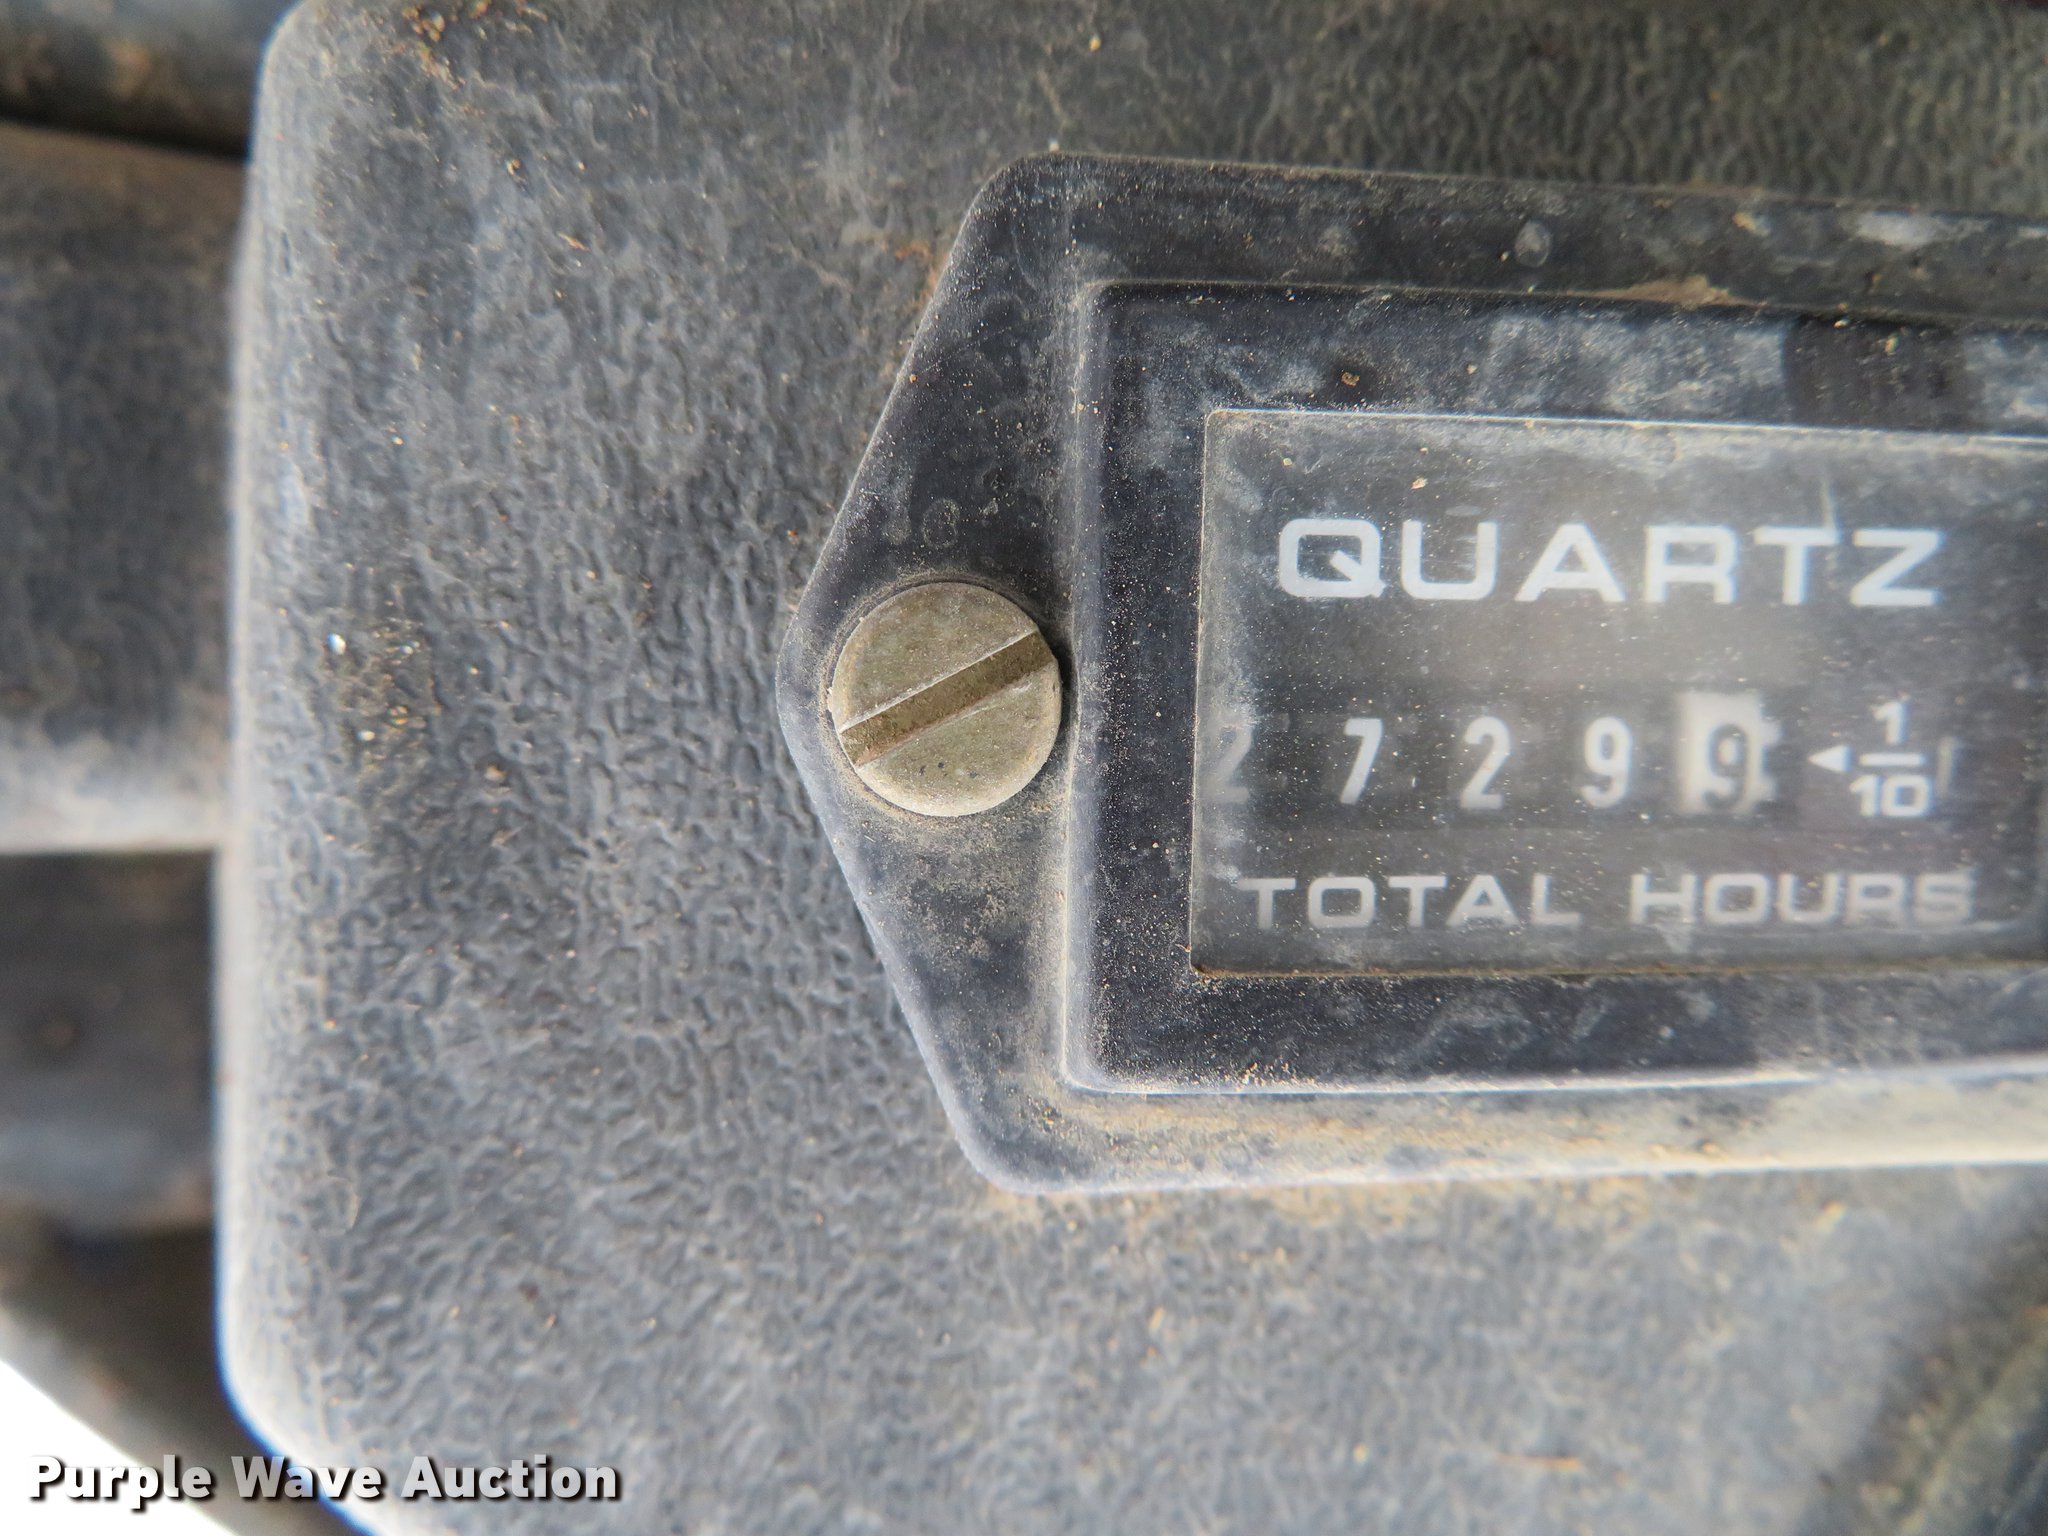 QUARTZ
2 7 2 9 9 ◄ 1/10
TOTAL HOURS
Purple Wave Auction